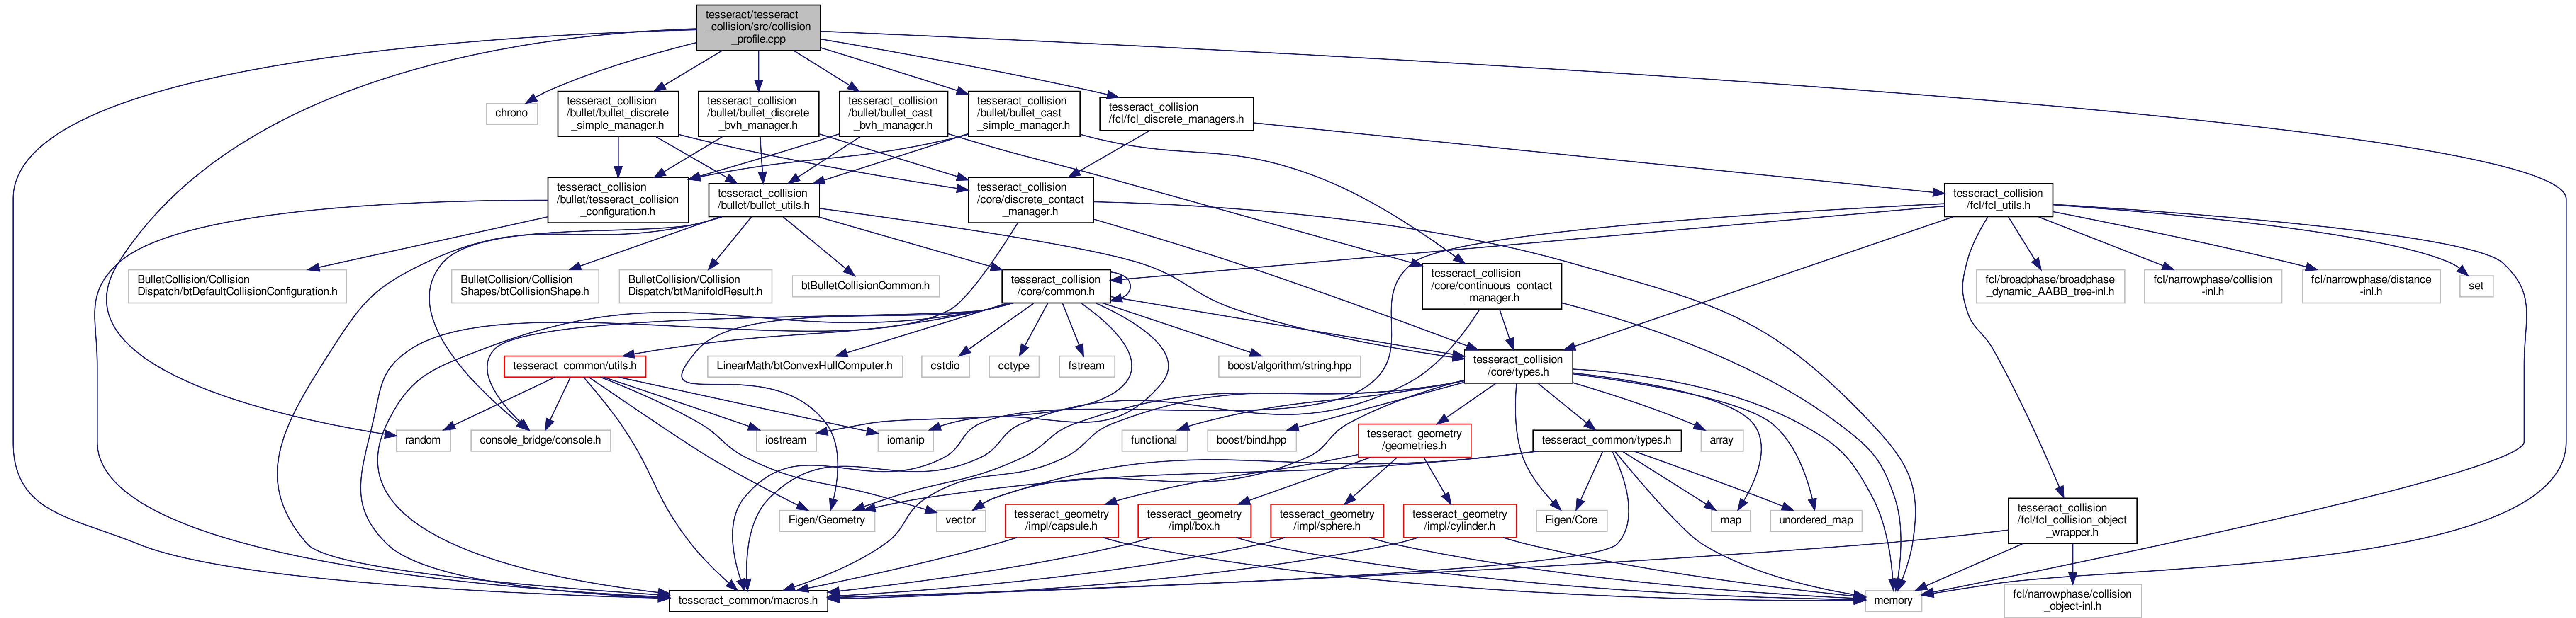 tesseract/tesseract
_collision/src/collision
_profile.cpp
chrono
tesseract_collision
/bullet/bullet_discrete
_simple_manager.h
tesseract_collision
/bullet/bullet_discrete
_bvh_manager.h
tesseract_collision
/bullet/bullet_cast
_bvh_manager.h
tesseract_collision
/bullet/bullet_cast
_simple_manager.h
tesseract_collision
/fcl/fcl_discrete_managers.h
tesseract_collision
/bullet/tesseract_collision
_configuration.h
tesseract_collision
/bullet/bullet_utils.h
tesseract_collision
/core/discrete_contact
_manager.h
tesseract_collision
/fcl/fcl_utils.h
BulletCollision/Collision
Dispatch/btDefaultCollisionConfiguration.h
BulletCollision/Collision
Shapes/btCollisionShape.h
BulletCollision/Collision
Dispatch/btManifoldResult.h
btBulletCollisionCommon.h
tesseract_collision
/core/common.h
tesseract_collision
/core/continuous_contact
_manager.h
fcl/broadphase/broadphase
_dynamic_AABB_tree-inl.h
fcl/narrowphase/collision
-inl.h
fcl/narrowphase/distance
-inl.h
set
tesseract_common/utils.h
LinearMath/btConvexHullComputer.h
cstdio
cctype
fstream
boost/algorithm/string.hpp
tesseract_collision
/core/types.h
random
console_bridge/console.h
iostream
iomanip
functional
boost/bind.hpp
tesseract_geometry
/geometries.h
tesseract_common/types.h
array
Eigen/Geometry
vector
tesseract_geometry
/impl/capsule.h
tesseract_geometry
/impl/box.h
tesseract_geometry
/impl/sphere.h
tesseract_geometry
/impl/cylinder.h
Eigen/Core
map
unordered_map
tesseract_collision
/fcl/fcl_collision_object
_wrapper.h
tesseract_common/macros.h
memory
fcl/narrowphase/collision
_object-inl.h